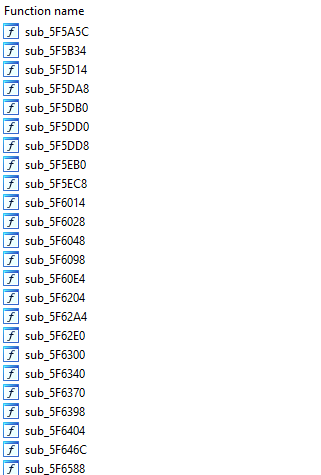 Function name
sub_5F5A5C
sub_5F5B34
sub_5F5D14
sub_5F5DA8
sub_5F5DB0
sub_5F5DD0
sub_5F5DD8
sub_5F5EB0
sub_5F5EC8
sub_5F6014
sub_5F6028
sub_5F6048
sub_5F6098
sub_5F60E4
sub_5F6204
sub_5F62A4
sub_5F62E0
sub_5F6300
sub_5F6340
sub_5F6370
sub_5F6398
sub_5F6404
sub_5F646C
sub_5F6588